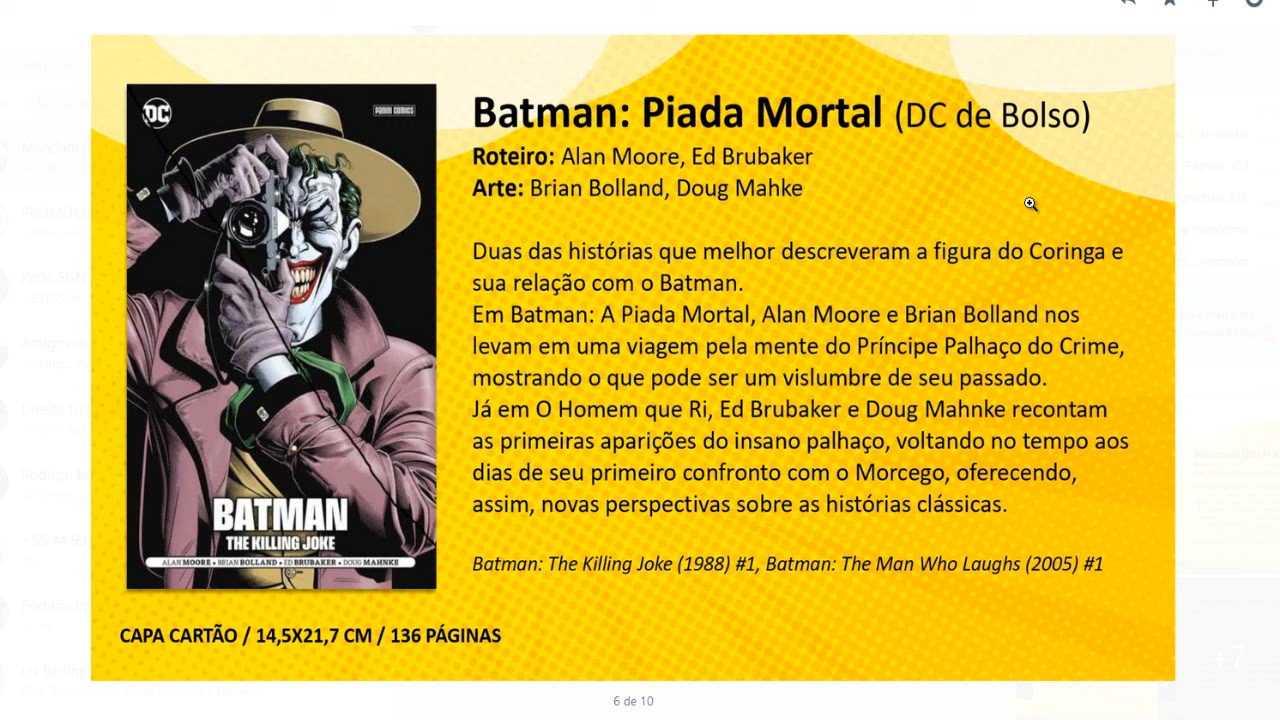 DC
PANINI COMICS
Batman: Piada Mortal (DC de Bolso)
Roteiro: Alan Moore, Ed Brubaker
Arte: Brian Bolland, Doug Mahke
Duas das histórias que melhor descreveram a figura do Coringa e
sua relação com o Batman.
Em Batman: A Piada Mortal, Alan Moore e Brian Bolland nos
levam em uma viagem pela mente do Príncipe Palhaço do Crime,
mostrando o que pode ser um vislumbre de seu passado.
Já em O Homem que Ri, Ed Brubaker e Doug Mahnke recontam
as primeiras aparições do insano palhaço, voltando no tempo aos
dias de seu primeiro confronto com o Morcego, oferecendo,
assim, novas perspectivas sobre as histórias clássicas.
Batman: The Killing Joke (1988) #1, Batman: The Man Who Laughs (2005) #1
BATMAN
THE KILLING JOKE
ALAN MOORE • BRIAN BOLLAND • ED BRUBAKER • DOUG MAHNKE
CAPA CARTÃO / 14,5X21,7 CM / 136 PÁGINAS
+7
6 de 10